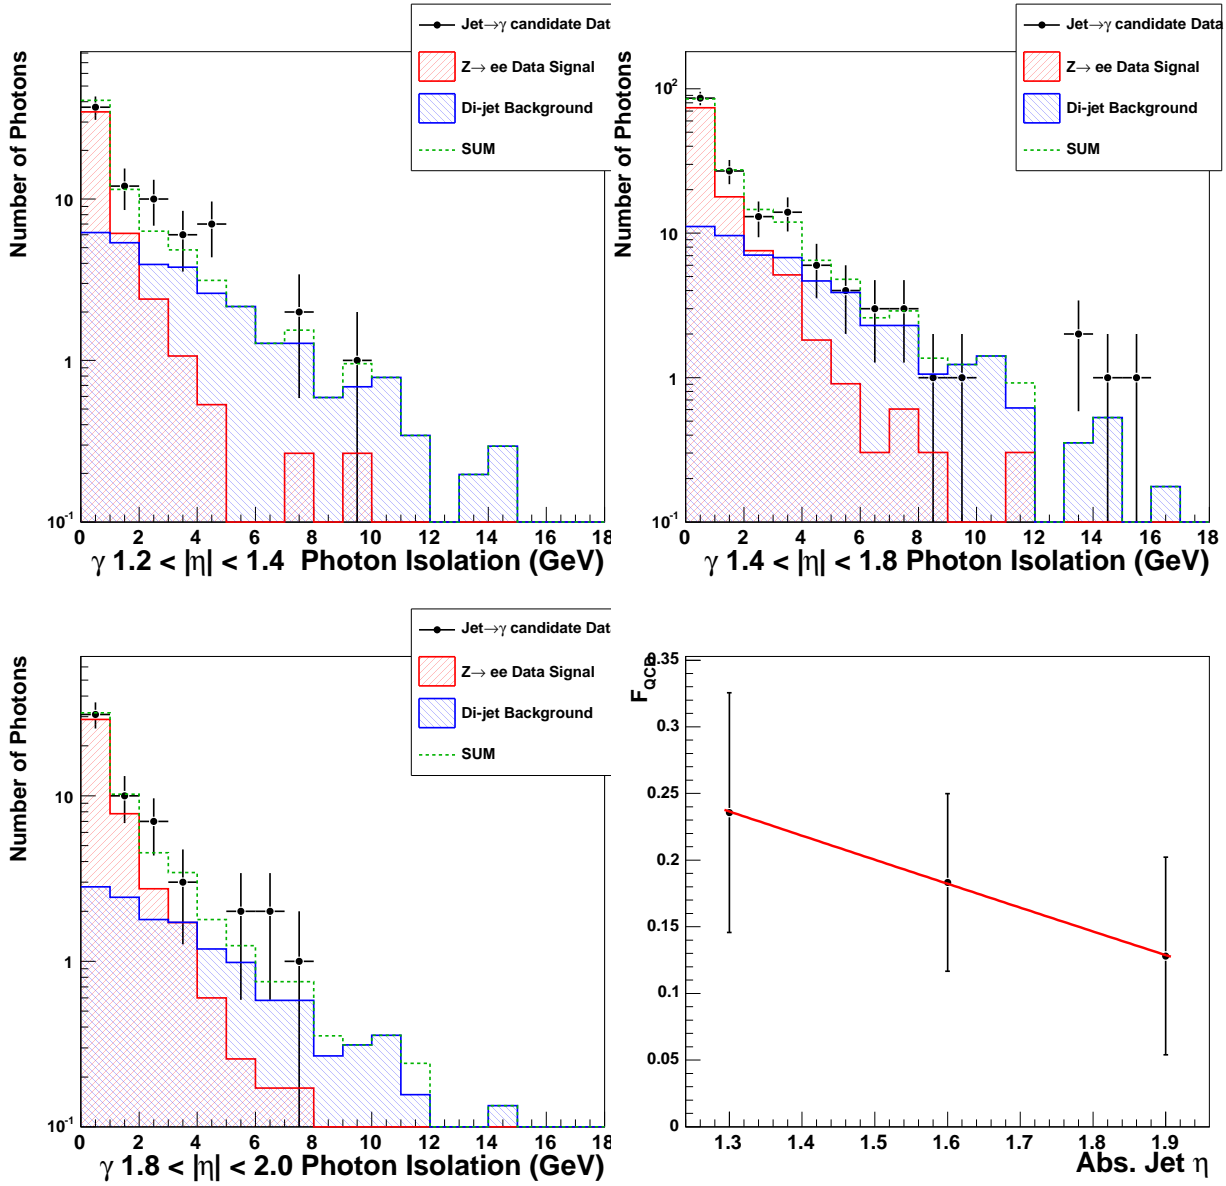 Jet→γ candidate Data
Z→ ee Data Signal
Di-jet Background
SUM
Number of Photons
10
1
10^-1
0 2 4 6 8 10 12 14 16 18
γ 1.2 < |η| < 1.4 Photon Isolation (GeV)
Jet→γ candidate Data
Z→ ee Data Signal
Di-jet Background
SUM
Number of Photons
10^2
10
1
10^-1
0 2 4 6 8 10 12 14 16 18
γ 1.4 < |η| < 1.8 Photon Isolation (GeV)
Jet→γ candidate Data
Z→ ee Data Signal
Di-jet Background
SUM
Number of Photons
10
1
10^-1
0 2 4 6 8 10 12 14 16 18
γ 1.8 < |η| < 2.0 Photon Isolation (GeV)
F_QCD
0.35
0.3
0.25
0.2
0.15
0.1
0.05
0
1.3 1.4 1.5 1.6 1.7 1.8 1.9
Abs. Jet η